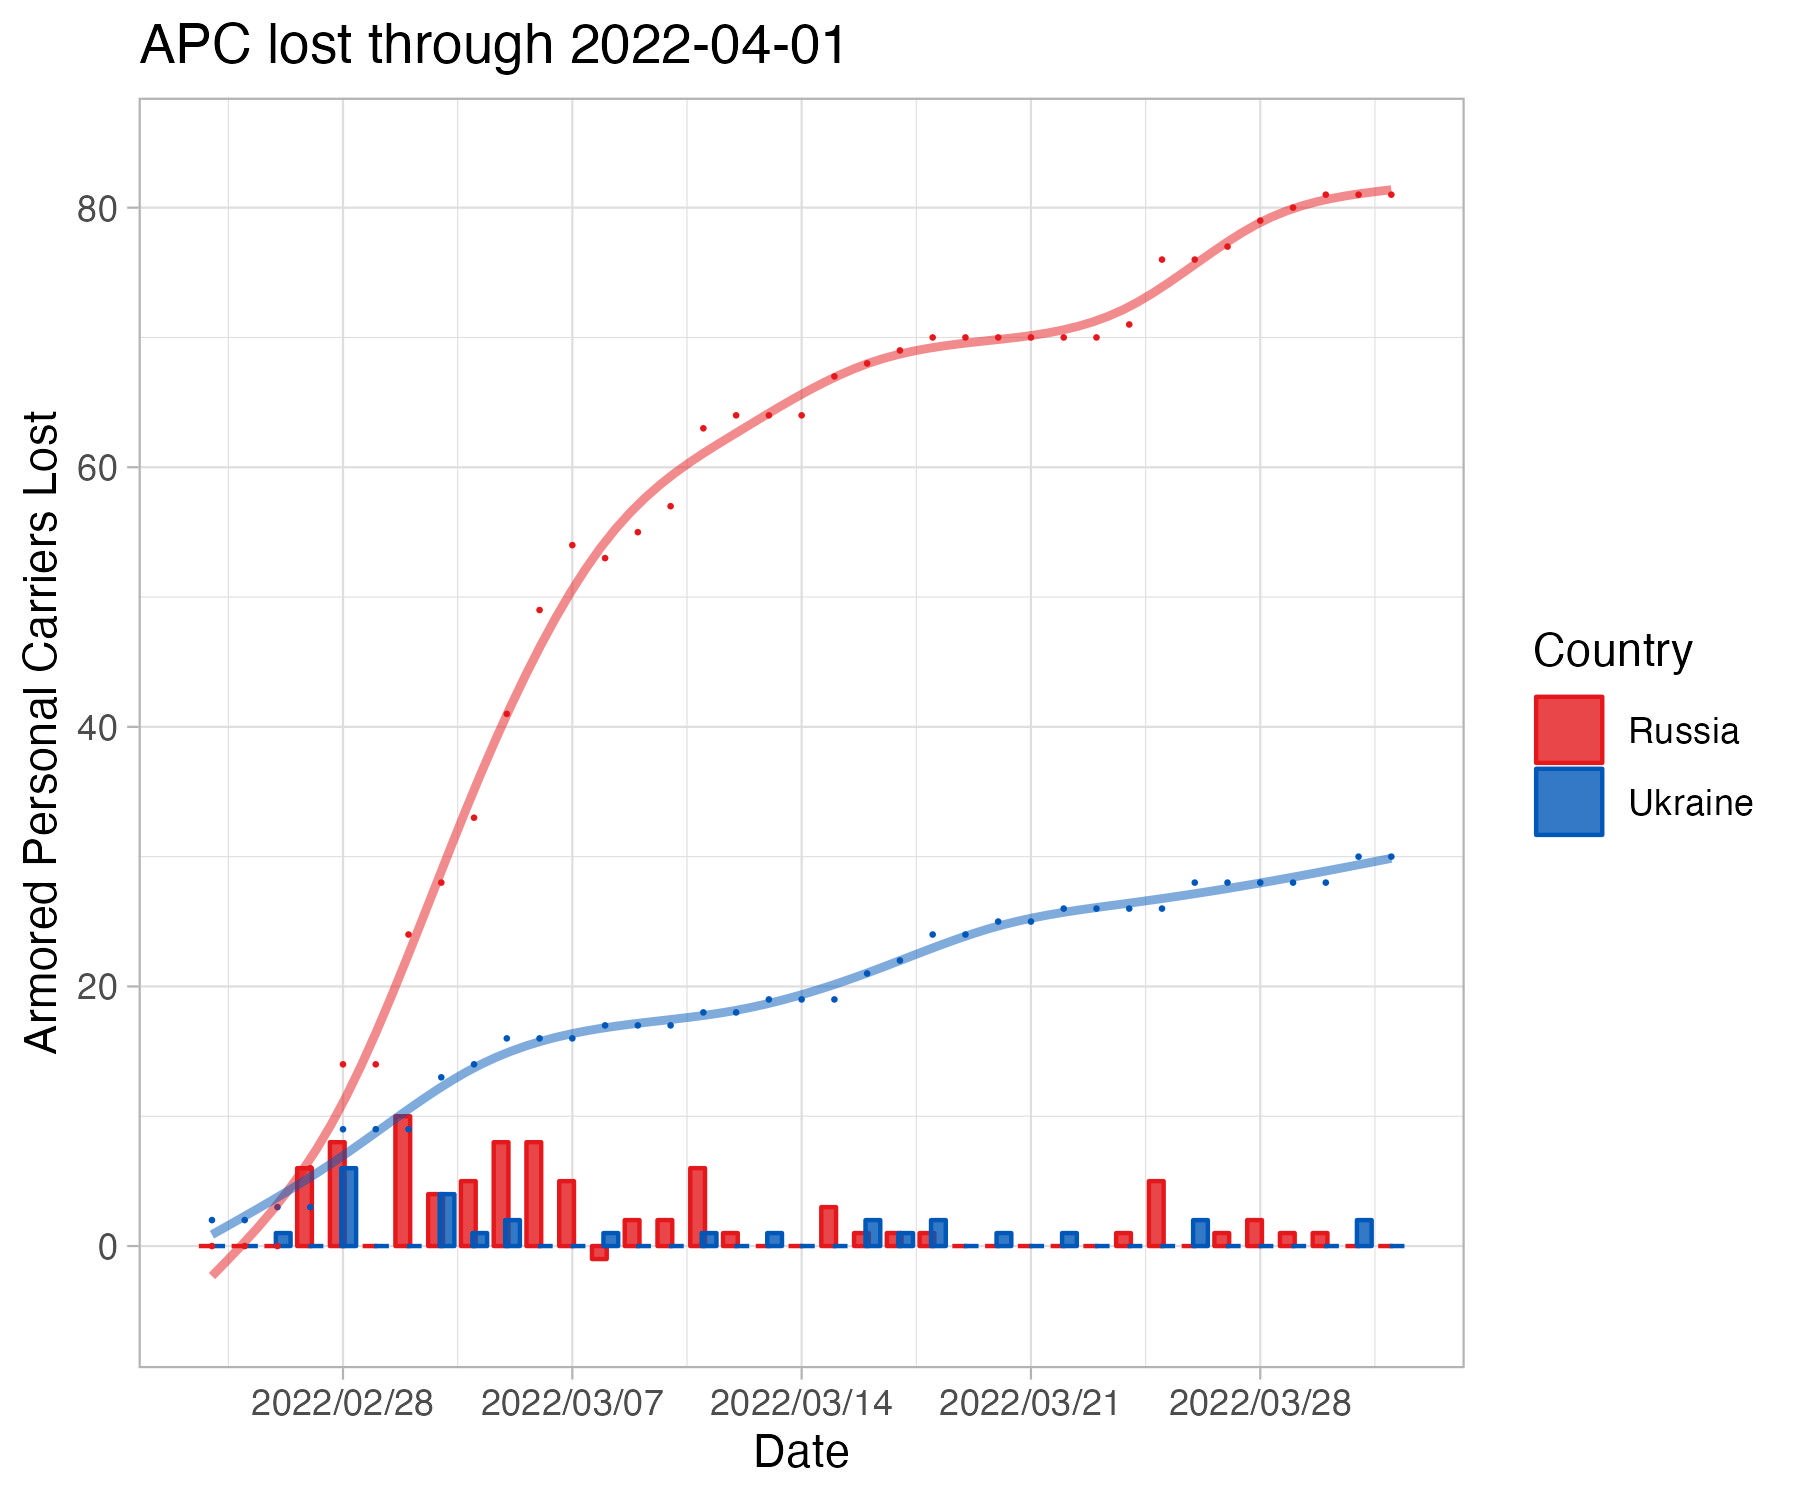 APC lost through 2022-04-01
Armored Personal Carriers Lost
80
60
40
20
0
2022/02/28 2022/03/07 2022/03/14 2022/03/21 2022/03/28
Date
Country
Russia
Ukraine